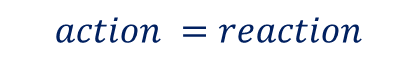 action = reaction